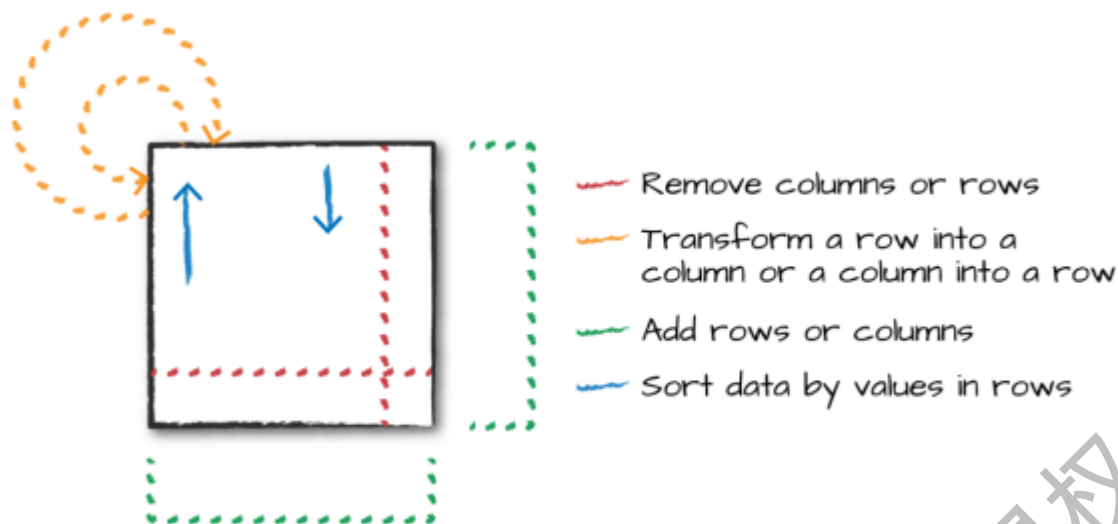 Remove columns or rows
Transform a row into a
column or a column into a row
Add rows or columns
Sort data by values in rows
权